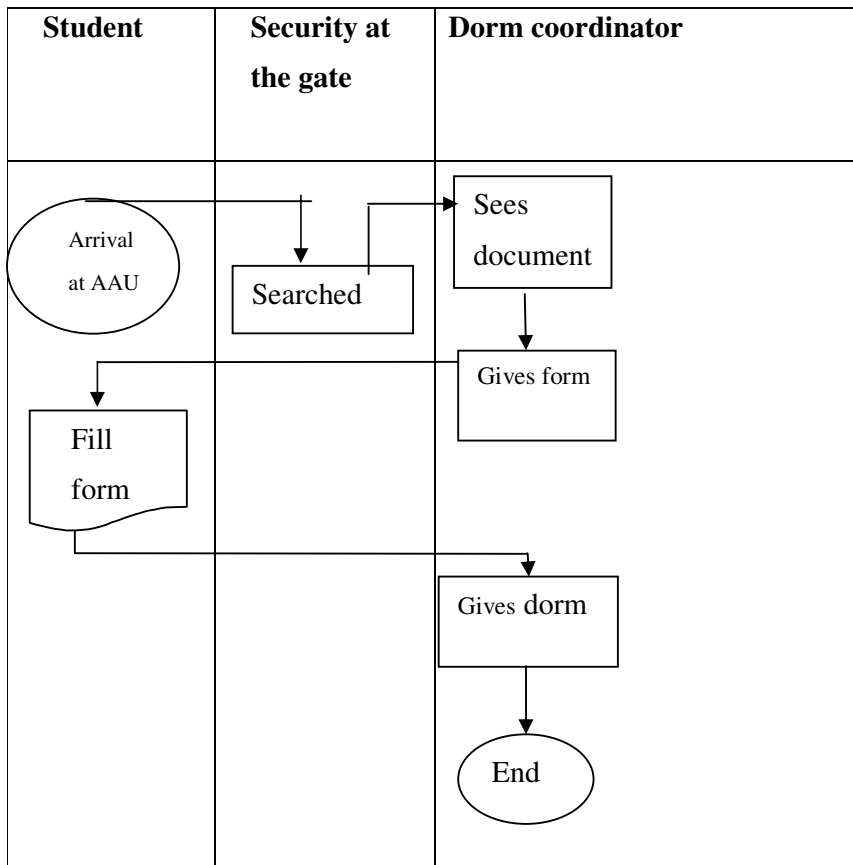 Student
Security at
the gate
Dorm coordinator
Arrival
at AAU
Searched
Sees
document
Gives form
Fill
form
Gives dorm
End